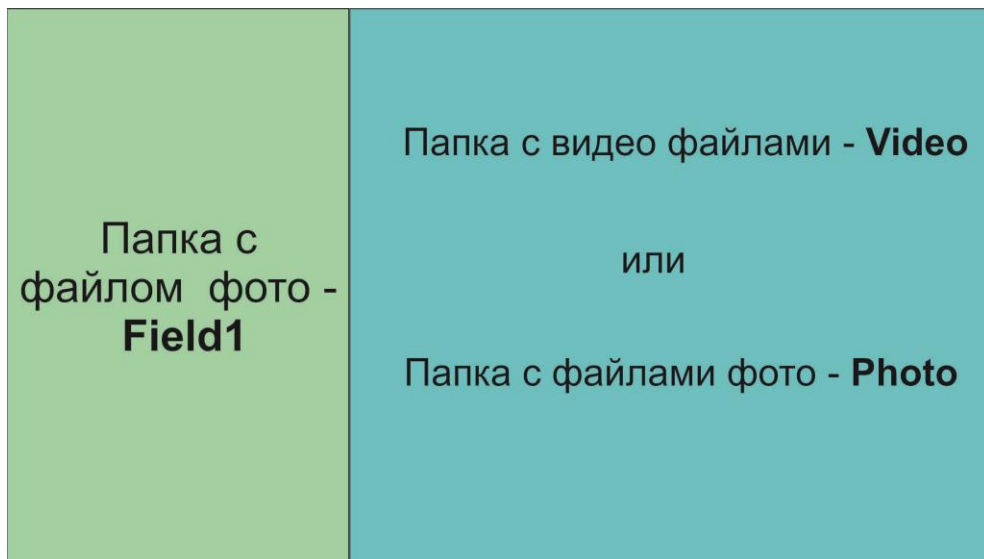 Папка с
файлом фото -
Field1
Папка с видео файлами - Video
или
Папка с файлами фото - Photo